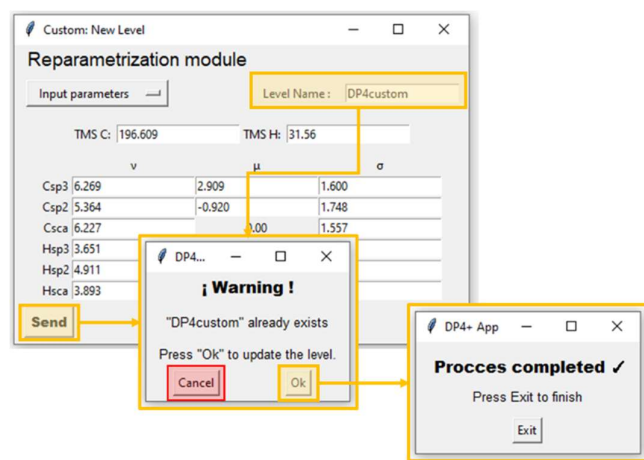 Custom: New Level
Reparametrization module
Input parameters
Level Name : DP4custom
TMS C: 196.609 TMS H: 31.56
ν μ σ
Csp3 6.269 2.909 1.600
Csp2 5.364 -0.920 1.748
Csca 6.227 0.00 1.557
Hsp3 3.651
Hsp2 4.911
Hsca 3.893
Send
DP4...
¡ Warning !
"DP4custom" already exists
Press "Ok" to update the level.
Cancel Ok
DP4+ App
Procces completed ✓
Press Exit to finish
Exit